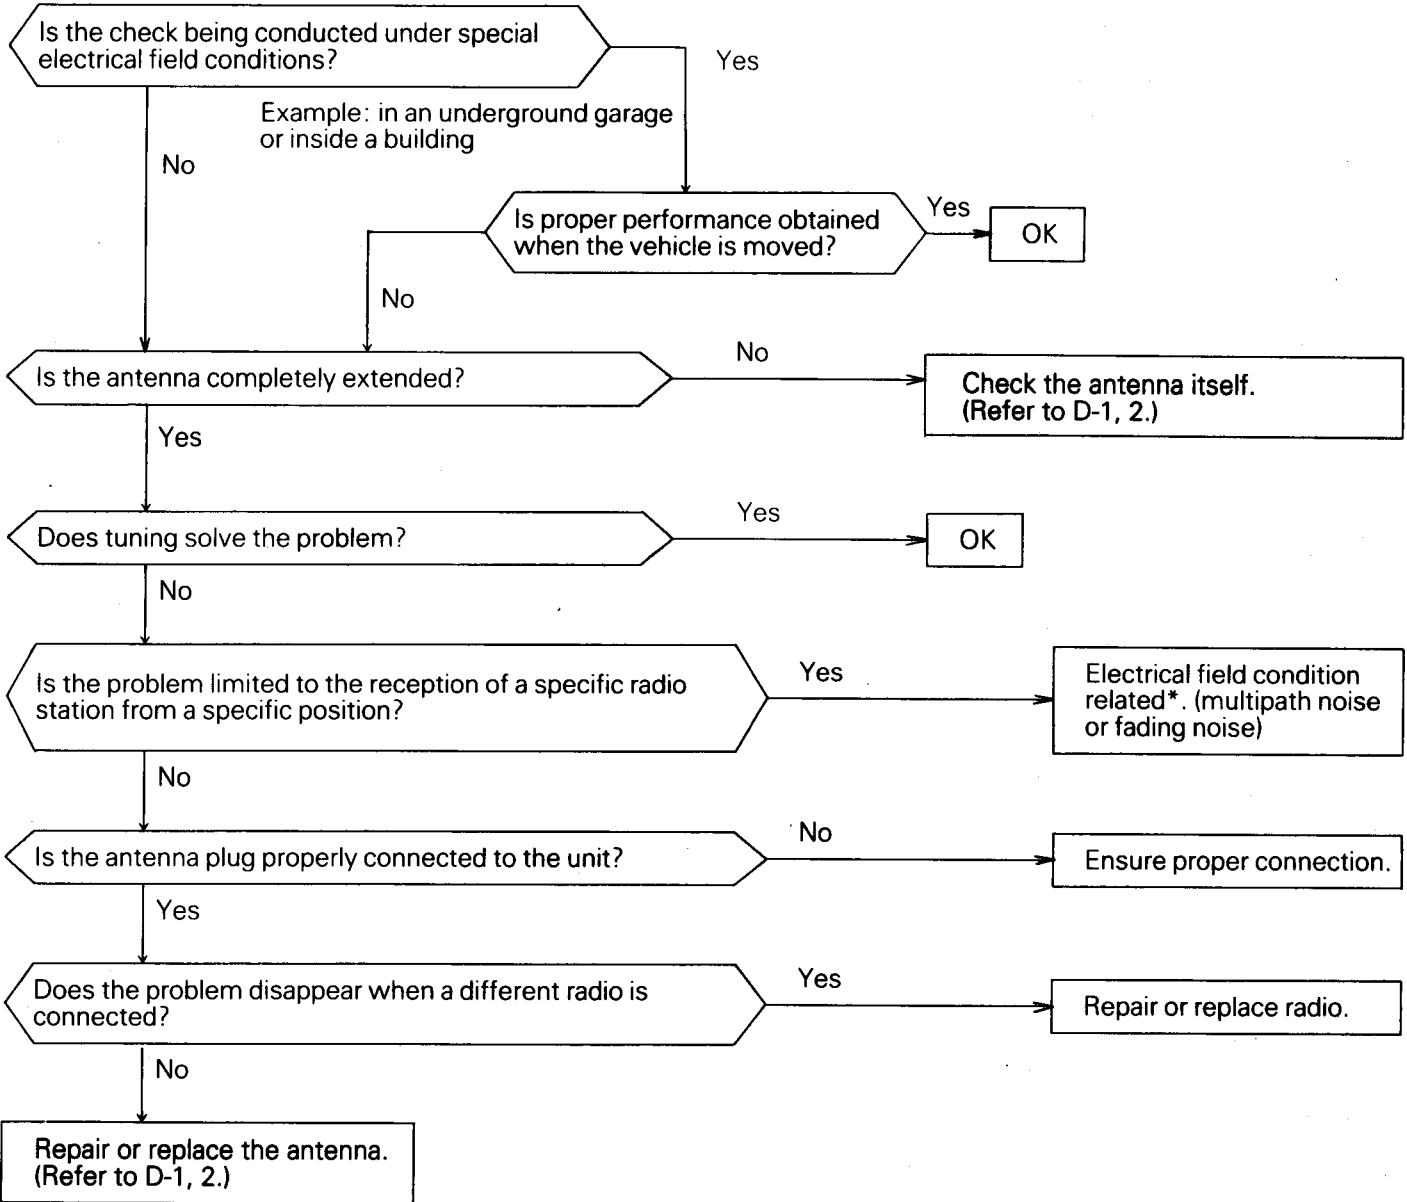 Is the check being conducted under special
electrical field conditions?
Yes
Example: in an underground garage
or inside a building
No
Is proper performance obtained
when the vehicle is moved?
Yes
OK
No
Is the antenna completely extended?
No
Check the antenna itself.
(Refer to D-1, 2.)
Yes
Does tuning solve the problem?
Yes
OK
No
Is the problem limited to the reception of a specific radio
station from a specific position?
Yes
Electrical field condition
related*. (multipath noise
or fading noise)
No
Is the antenna plug properly connected to the unit?
No
Ensure proper connection.
Yes
Does the problem disappear when a different radio is
connected?
Yes
Repair or replace radio.
No
Repair or replace the antenna.
(Refer to D-1, 2.)